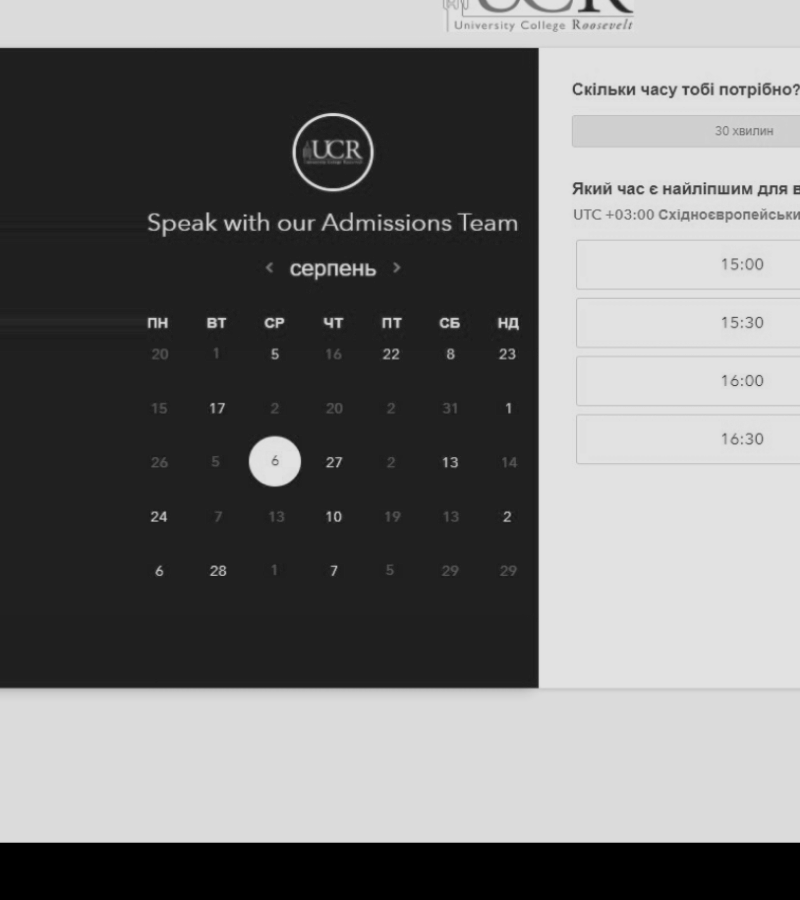 UCR
University College Roosevelt
UCR
Speak with our Admissions Team
< серпень >
ПН ВТ СР ЧТ ПТ СБ НД
20 1 5 16 22 8 23
15 17 2 20 2 31 1
26 5 6 27 2 13 14
24 7 13 10 19 13 2
6 28 1 7 5 29 29
Скільки часу тобі потрібно?
30 хвилин
Який час є найліпшим для в
UTC +03:00 Східноєвропейськи
15:00
15:30
16:00
16:30